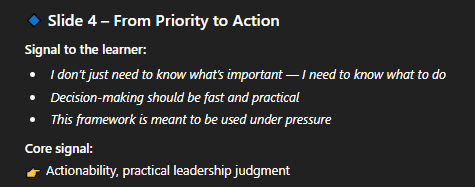 Slide 4 – From Priority to Action
Signal to the learner:
• I don't just need to know what's important — I need to know what to do
• Decision-making should be fast and practical
• This framework is meant to be used under pressure
Core signal:
👉 Actionability, practical leadership judgment